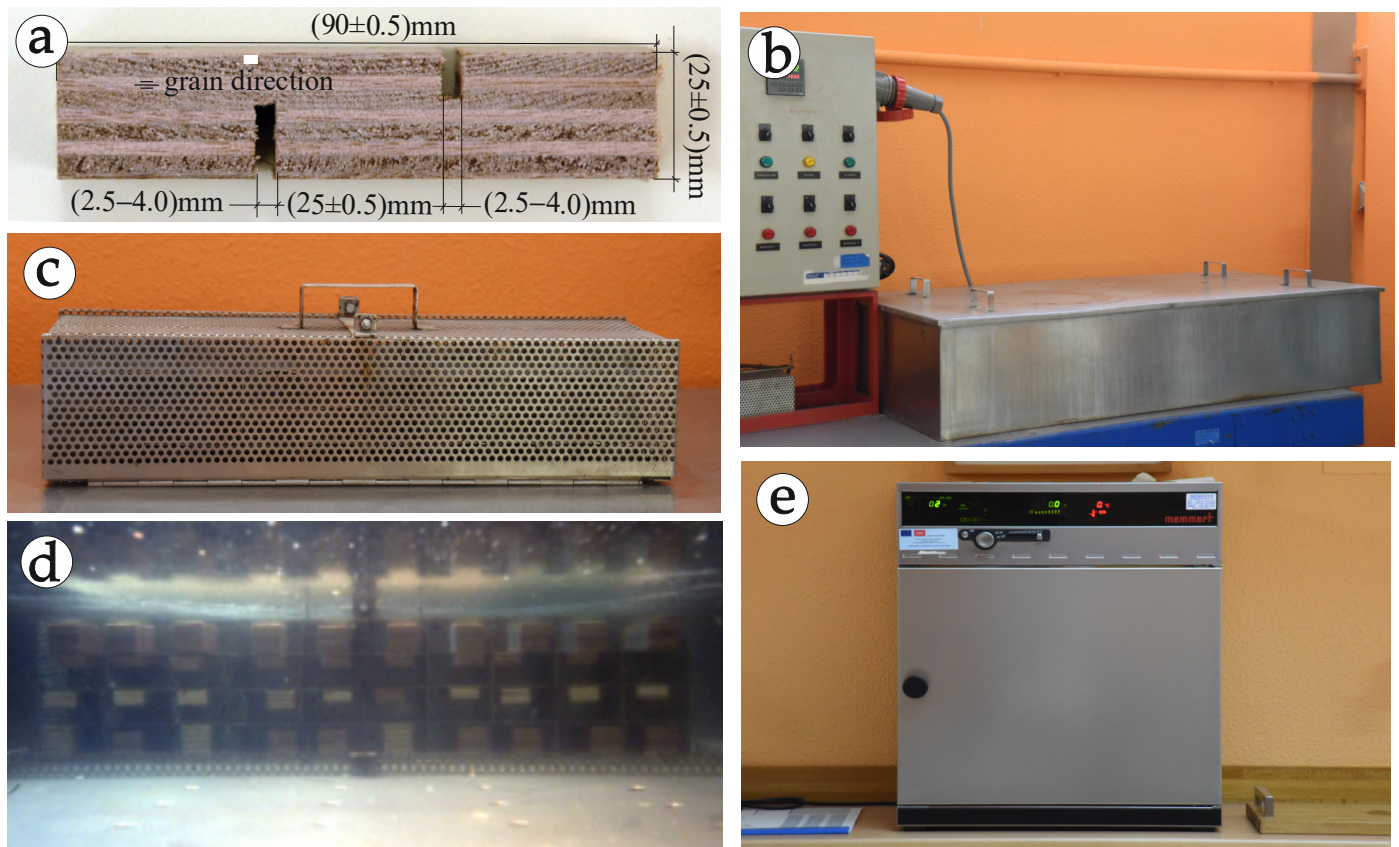 a
(90±0.5)mm
grain direction
(25±0.5)mm
(2.5–4.0)mm
(25±0.5)mm
(2.5–4.0)mm
b
c
d
e
memmert